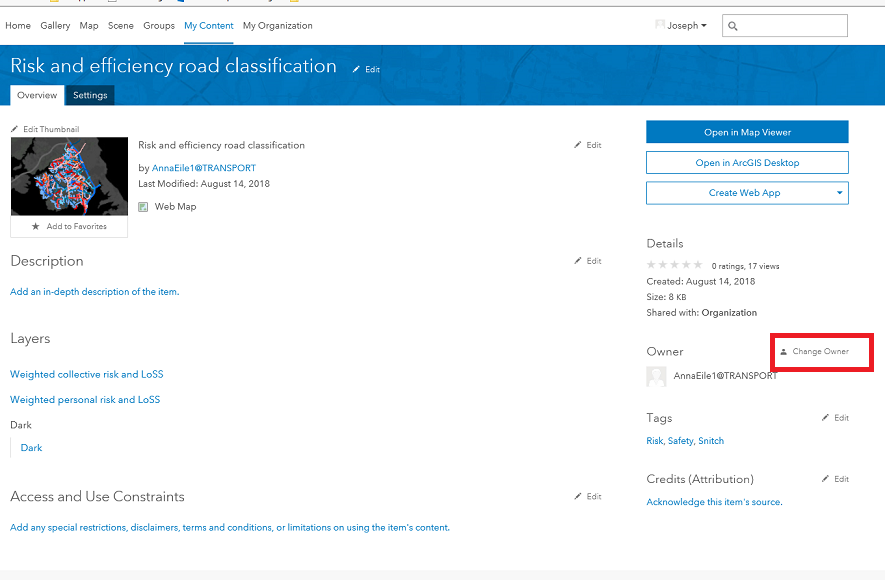 Home Gallery Map Scene Groups My Content My Organization Joseph
Risk and efficiency road classification Edit
Overview Settings
Edit Thumbnail
Risk and efficiency road classification Edit
by AnnaEile1@TRANSPORT
Last Modified: August 14, 2018
Web Map
Add to Favorites
Description Edit
Add an in-depth description of the item.
Layers
Weighted collective risk and LoSS
Weighted personal risk and LoSS
Dark
Dark
Access and Use Constraints Edit
Add any special restrictions, disclaimers, terms and conditions, or limitations on using the item's content.
Open in Map Viewer
Open in ArcGIS Desktop
Create Web App
Details
0 ratings, 17 views
Created: August 14, 2018
Size: 8 KB
Shared with: Organization
Owner Change Owner
AnnaEile1@TRANSPORT
Tags Edit
Risk, Safety, Snitch
Credits (Attribution) Edit
Acknowledge this item's source.